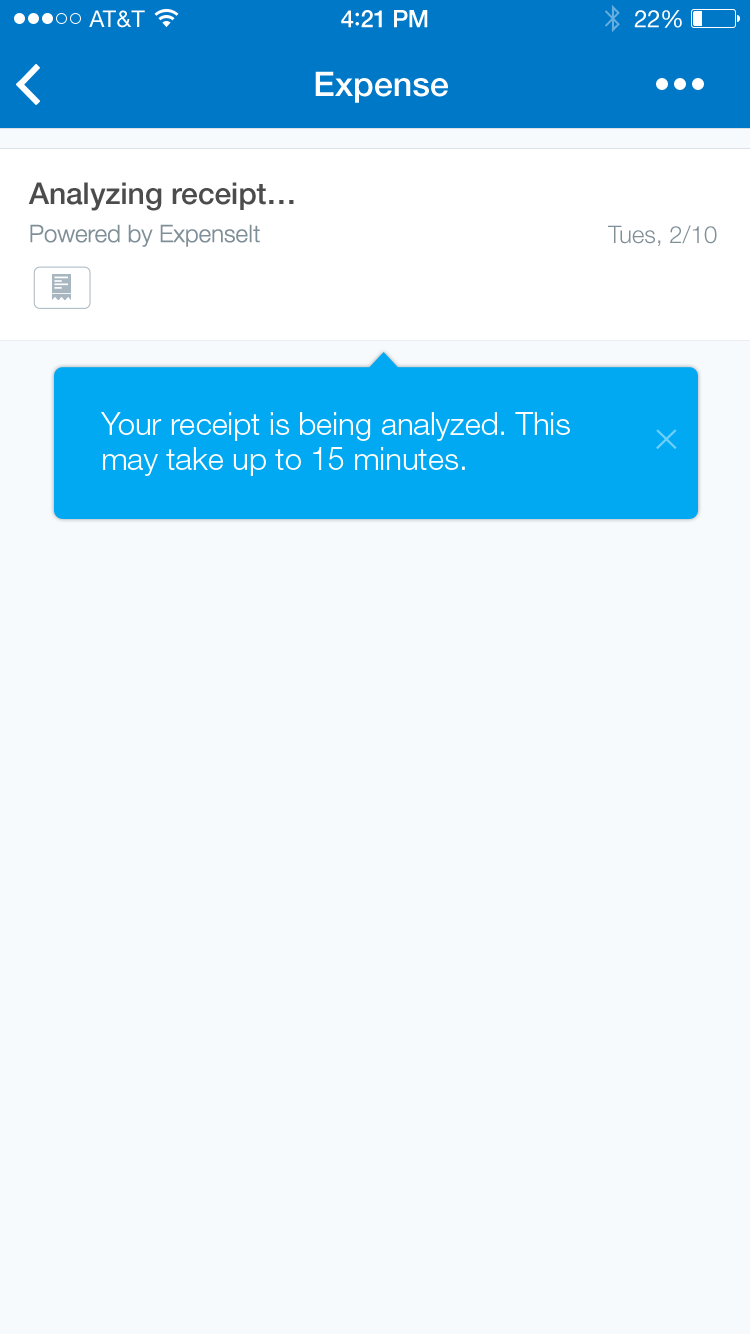 AT&T 4:21 PM 22%
Expense
Analyzing receipt...
Powered by ExpenseIt Tues, 2/10
Your receipt is being analyzed. This
may take up to 15 minutes.